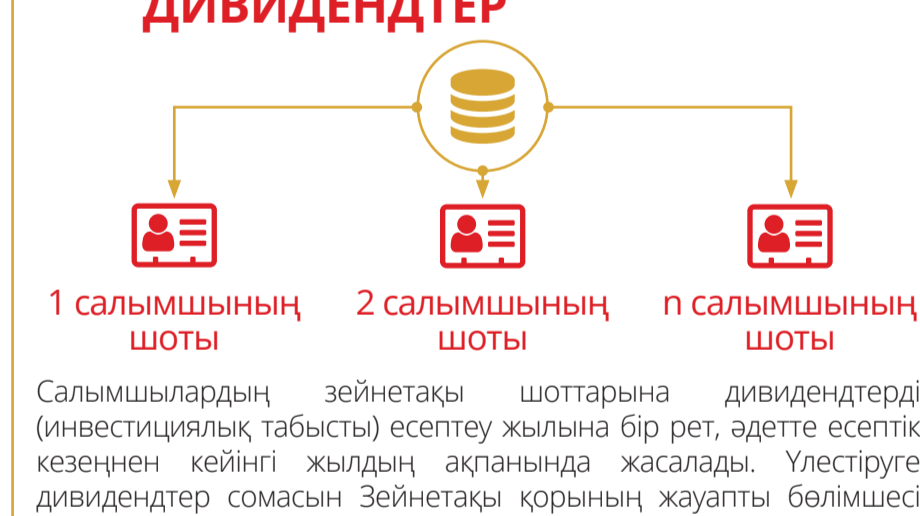 ДИВИДЕНДТЕР
1 салымшының
шоты
2 салымшының
шоты
n салымшының
шоты
Салымшылардың зейнетақы шоттарына дивидендтерді
(инвестициялық табысты) есептеу жылына бір рет, әдетте есептік
кезеңнен кейінгі жылдың ақпанында жасалады. Үлестіруге
дивидендтер сомасын Зейнетақы қорының жауапты бөлімшесі